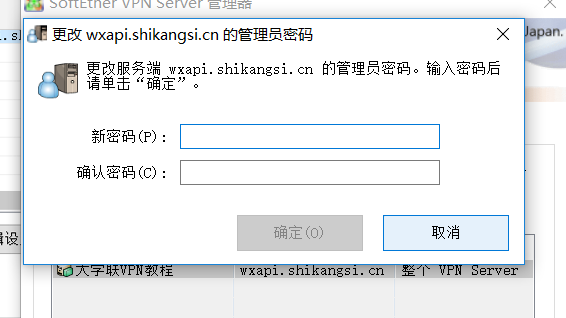 SoftEther VPN Server 管理器
更改 wxapi.shikangsi.cn 的管理员密码
Japan.
更改服务端 wxapi.shikangsi.cn 的管理员密码。输入密码后
请单击“确定”。
新密码(P):
确认密码(C):
确定(O)
取消
大学联VPN教程 wxapi.shikangsi.cn 整个 VPN Server